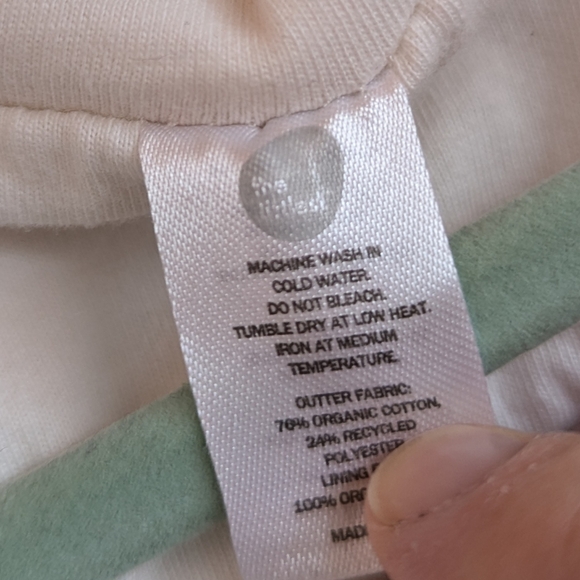 the
MACHINE WASH IN
COLD WATER.
DO NOT BLEACH.
TUMBLE DRY AT LOW HEAT.
IRON AT MEDIUM
TEMPERATURE.
OUTTER FABRIC:
76% ORGANIC COTTON,
24% RECYCLED
POLYESTER
LINING
100%